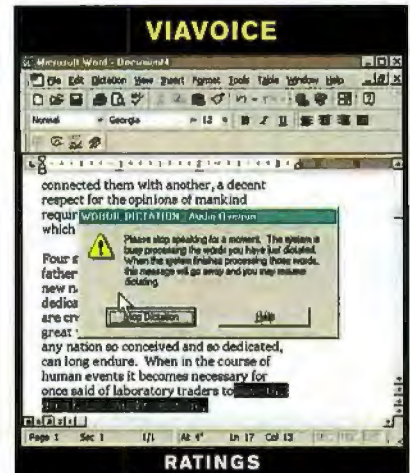 VIAVOICE
Microsoft Word - Document4
File Edit Dictation View Insert Format Tools Table Window Help
Normal Georgia 13 B I U
connected them with another, a decent
respect for the opinions of mankind
requir
WORDUR DICTATION - Audio Overrun
which
Please stop speaking for a moment. The system is
busy processing the words you have just dictated.
When the system finishes processing those words,
this message will go away and you may resume
dictating.
Stop Dictation Help
Four s
father
new n
dedica
are cr
great
any nation so conceived and so dedicated,
can long endure. When in the course of
human events it becomes necessary for
once said of laboratory traders to
Page 1 Sec 1 1/1 At 4" Ln 17 Col 13
RATINGS